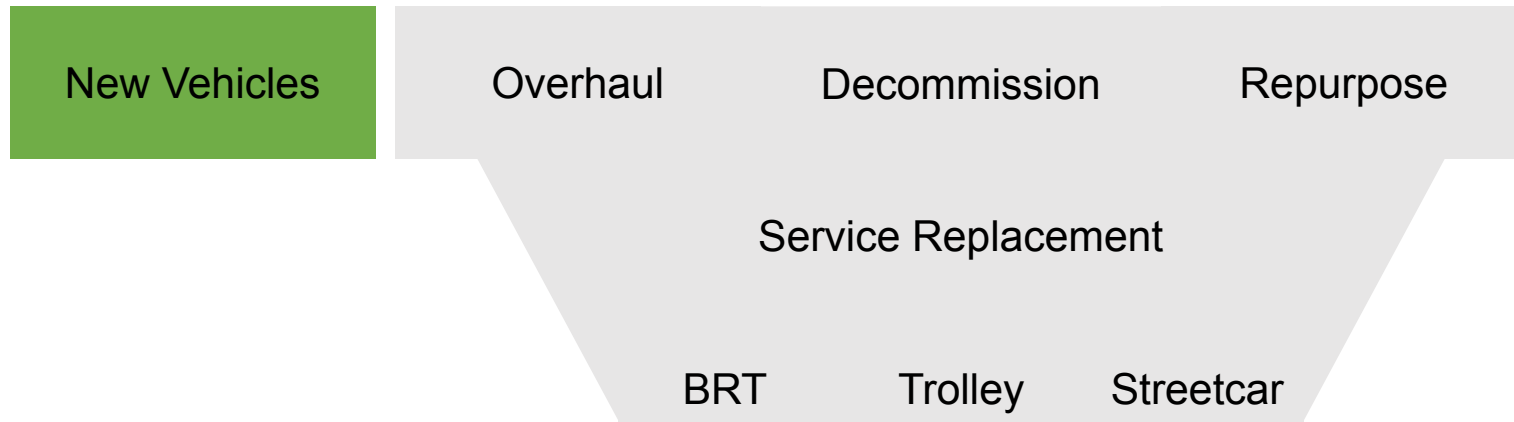 New Vehicles Overhaul Decommission Repurpose
Service Replacement
BRT Trolley Streetcar